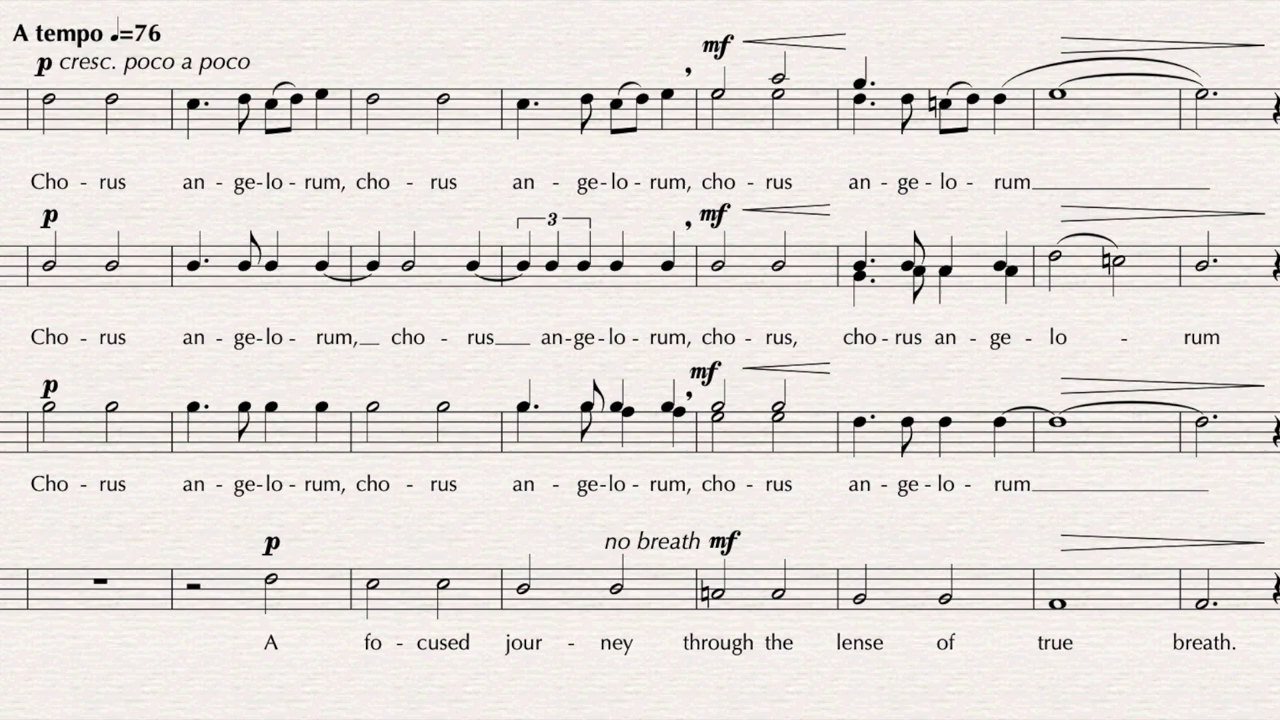 A tempo ♩=76
p cresc. poco a poco
mf
Cho - rus an - ge-lo - rum, cho - rus an - ge-lo - rum, cho - rus an - ge - lo - rum
p 3 mf
Cho - rus an - ge-lo - rum, cho - rus an-ge-lo - rum, cho - rus, cho-rus an - ge - lo - rum
p mf
Cho - rus an - ge-lo - rum, cho - rus an - ge-lo - rum, cho - rus an - ge-lo - rum
p no breath mf
A fo - cused jour - ney through the lense of true breath.